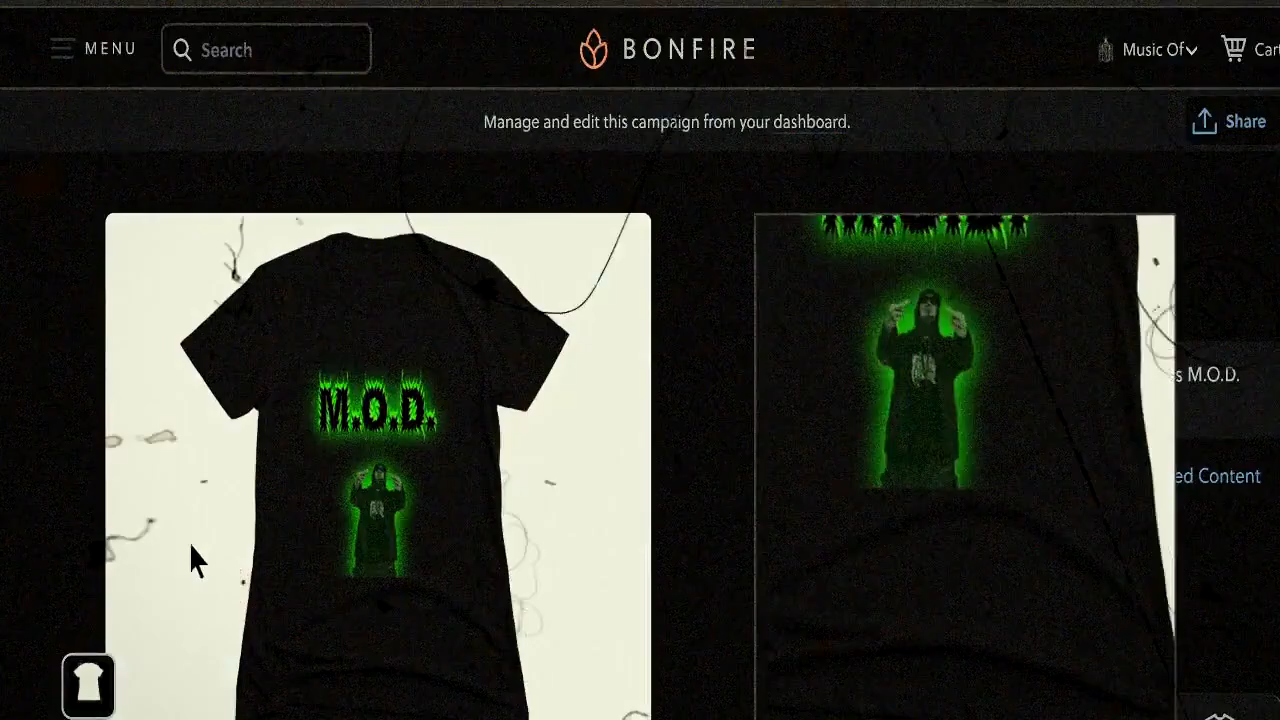 MENU
Search
BONFIRE
Music Of
Cart
Manage and edit this campaign from your dashboard.
Share
M.O.D.
s M.O.D.
ed Content